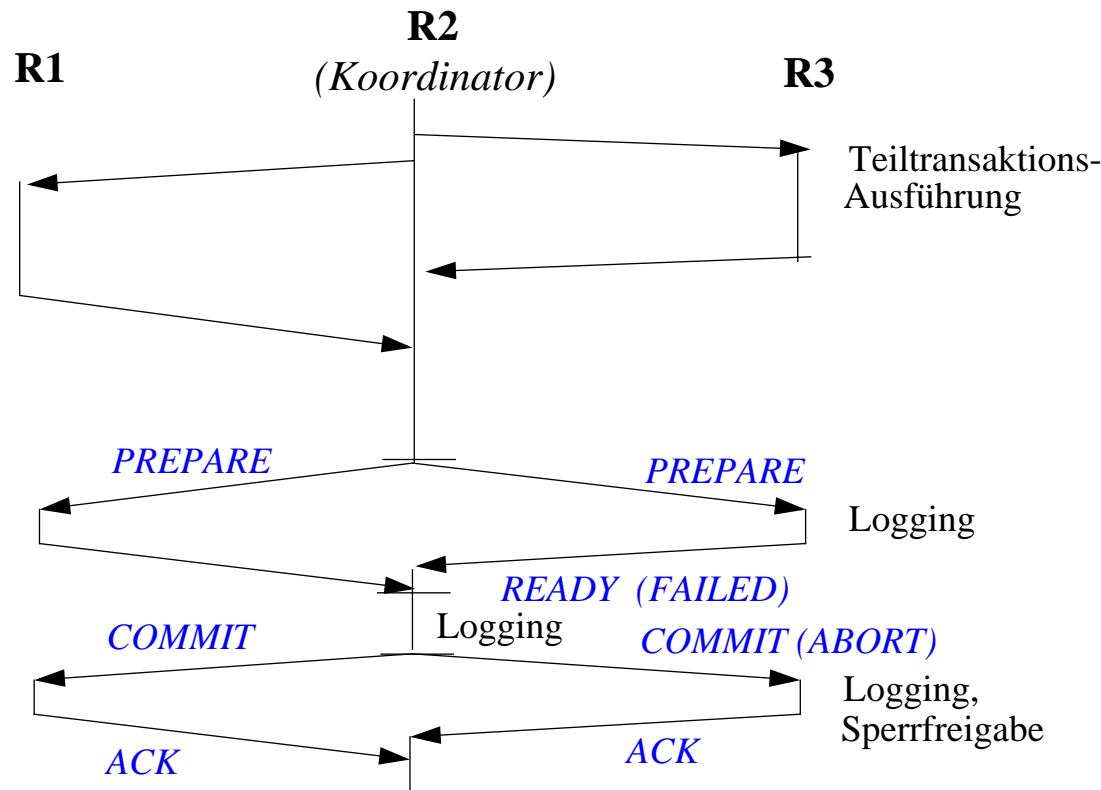 R2
R1
(Koordinator)
R3
Teiltransaktions-
Ausführung
PREPARE
PREPARE
Logging
READY (FAILED)
Logging
COMMIT
COMMIT (ABORT)
Logging,
Sperrfreigabe
ACK
ACK